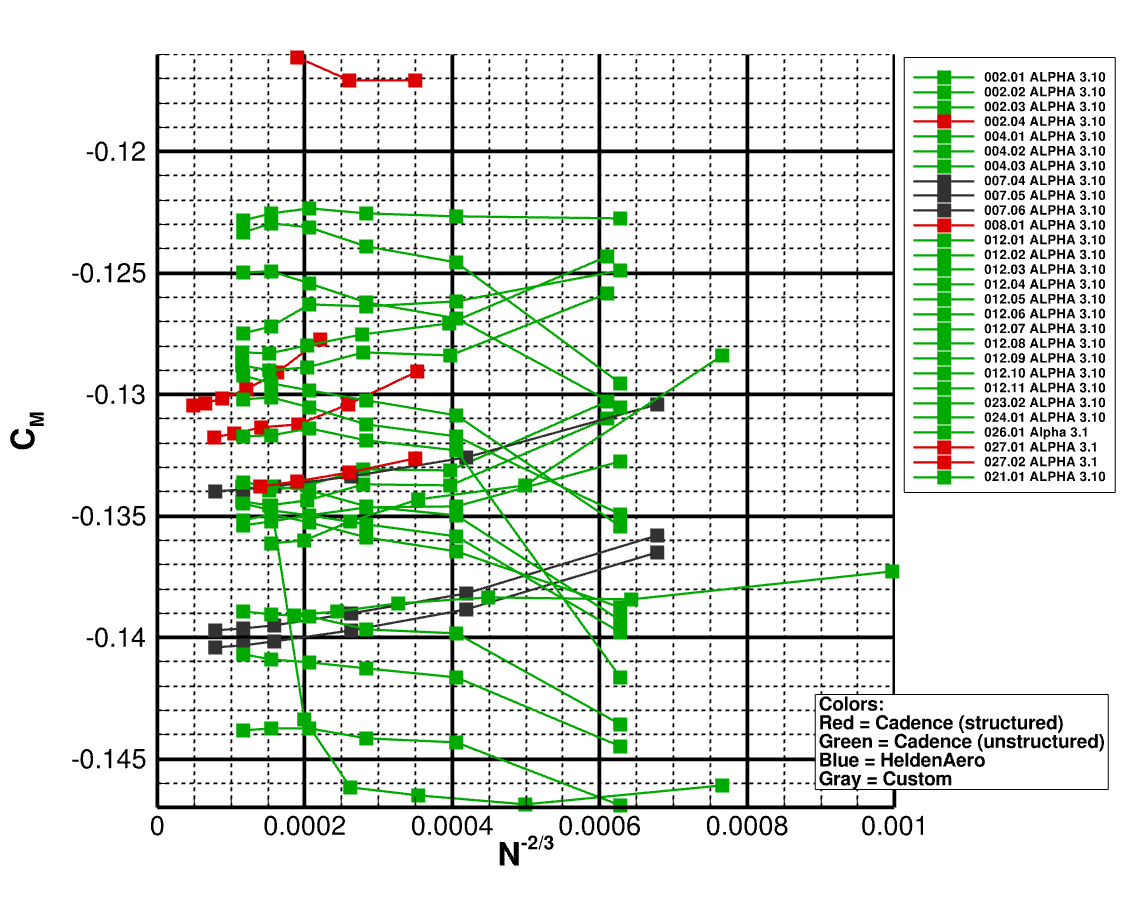 -0.12
-0.125
-0.13
-0.135
-0.14
-0.145
C_M
0 0.0002 0.0004 0.0006 0.0008 0.001
N^-2/3
002.01 ALPHA 3.10
002.02 ALPHA 3.10
002.03 ALPHA 3.10
002.04 ALPHA 3.10
004.01 ALPHA 3.10
004.02 ALPHA 3.10
004.03 ALPHA 3.10
007.04 ALPHA 3.10
007.05 ALPHA 3.10
007.06 ALPHA 3.10
008.01 ALPHA 3.10
012.01 ALPHA 3.10
012.02 ALPHA 3.10
012.03 ALPHA 3.10
012.04 ALPHA 3.10
012.05 ALPHA 3.10
012.06 ALPHA 3.10
012.07 ALPHA 3.10
012.08 ALPHA 3.10
012.09 ALPHA 3.10
012.10 ALPHA 3.10
012.11 ALPHA 3.10
023.02 ALPHA 3.10
024.01 ALPHA 3.10
026.01 Alpha 3.1
027.01 ALPHA 3.1
027.02 ALPHA 3.1
021.01 ALPHA 3.10
Colors:
Red = Cadence (structured)
Green = Cadence (unstructured)
Blue = HeldenAero
Gray = Custom